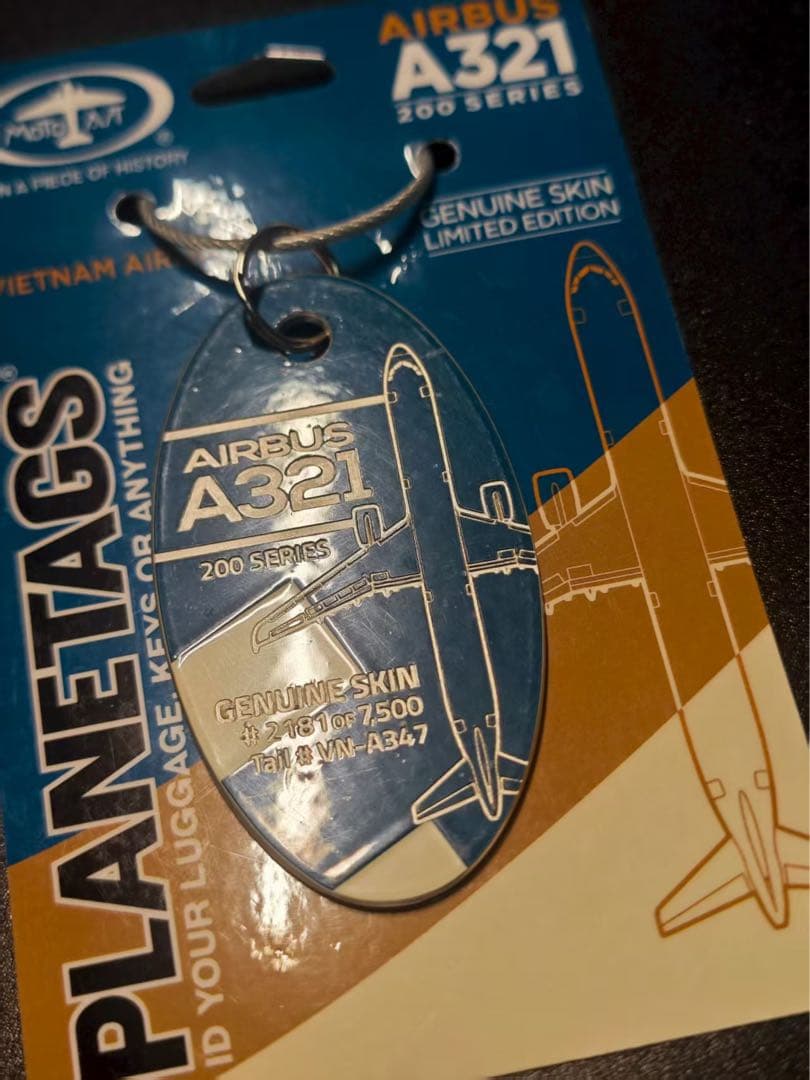 MotoArt
N A PIECE OF HISTORY
AIRBUS
A321
200 SERIES
GENUINE SKIN
LIMITED EDITION
VIETNAM AIR
PLANETAGS
ID YOUR LUGGAGE, KEYS OR ANYTHING
AIRBUS
A321
200 SERIES
GENUINE SKIN
# 2181 OF 7,500
Tail # VN-A347